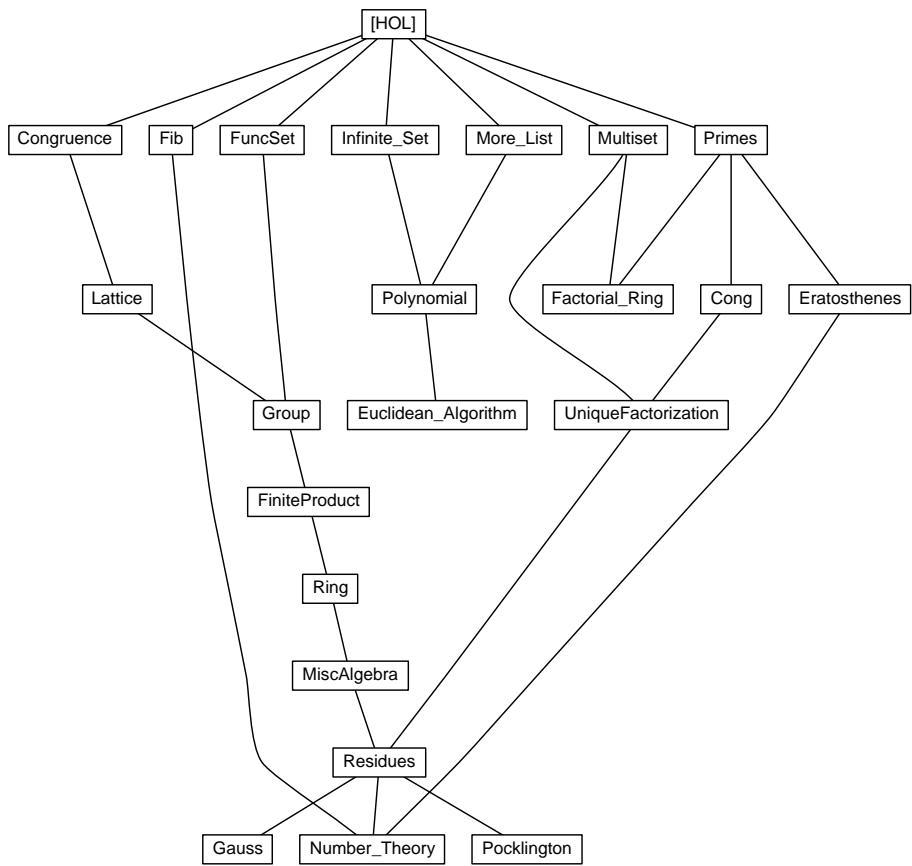 [HOL]
Congruence
Fib
FuncSet
Infinite_Set
More_List
Multiset
Primes
Lattice
Polynomial
Factorial_Ring
Cong
Eratosthenes
Group
Euclidean_Algorithm
UniqueFactorization
FiniteProduct
Ring
MiscAlgebra
Residues
Gauss
Number_Theory
Pocklington